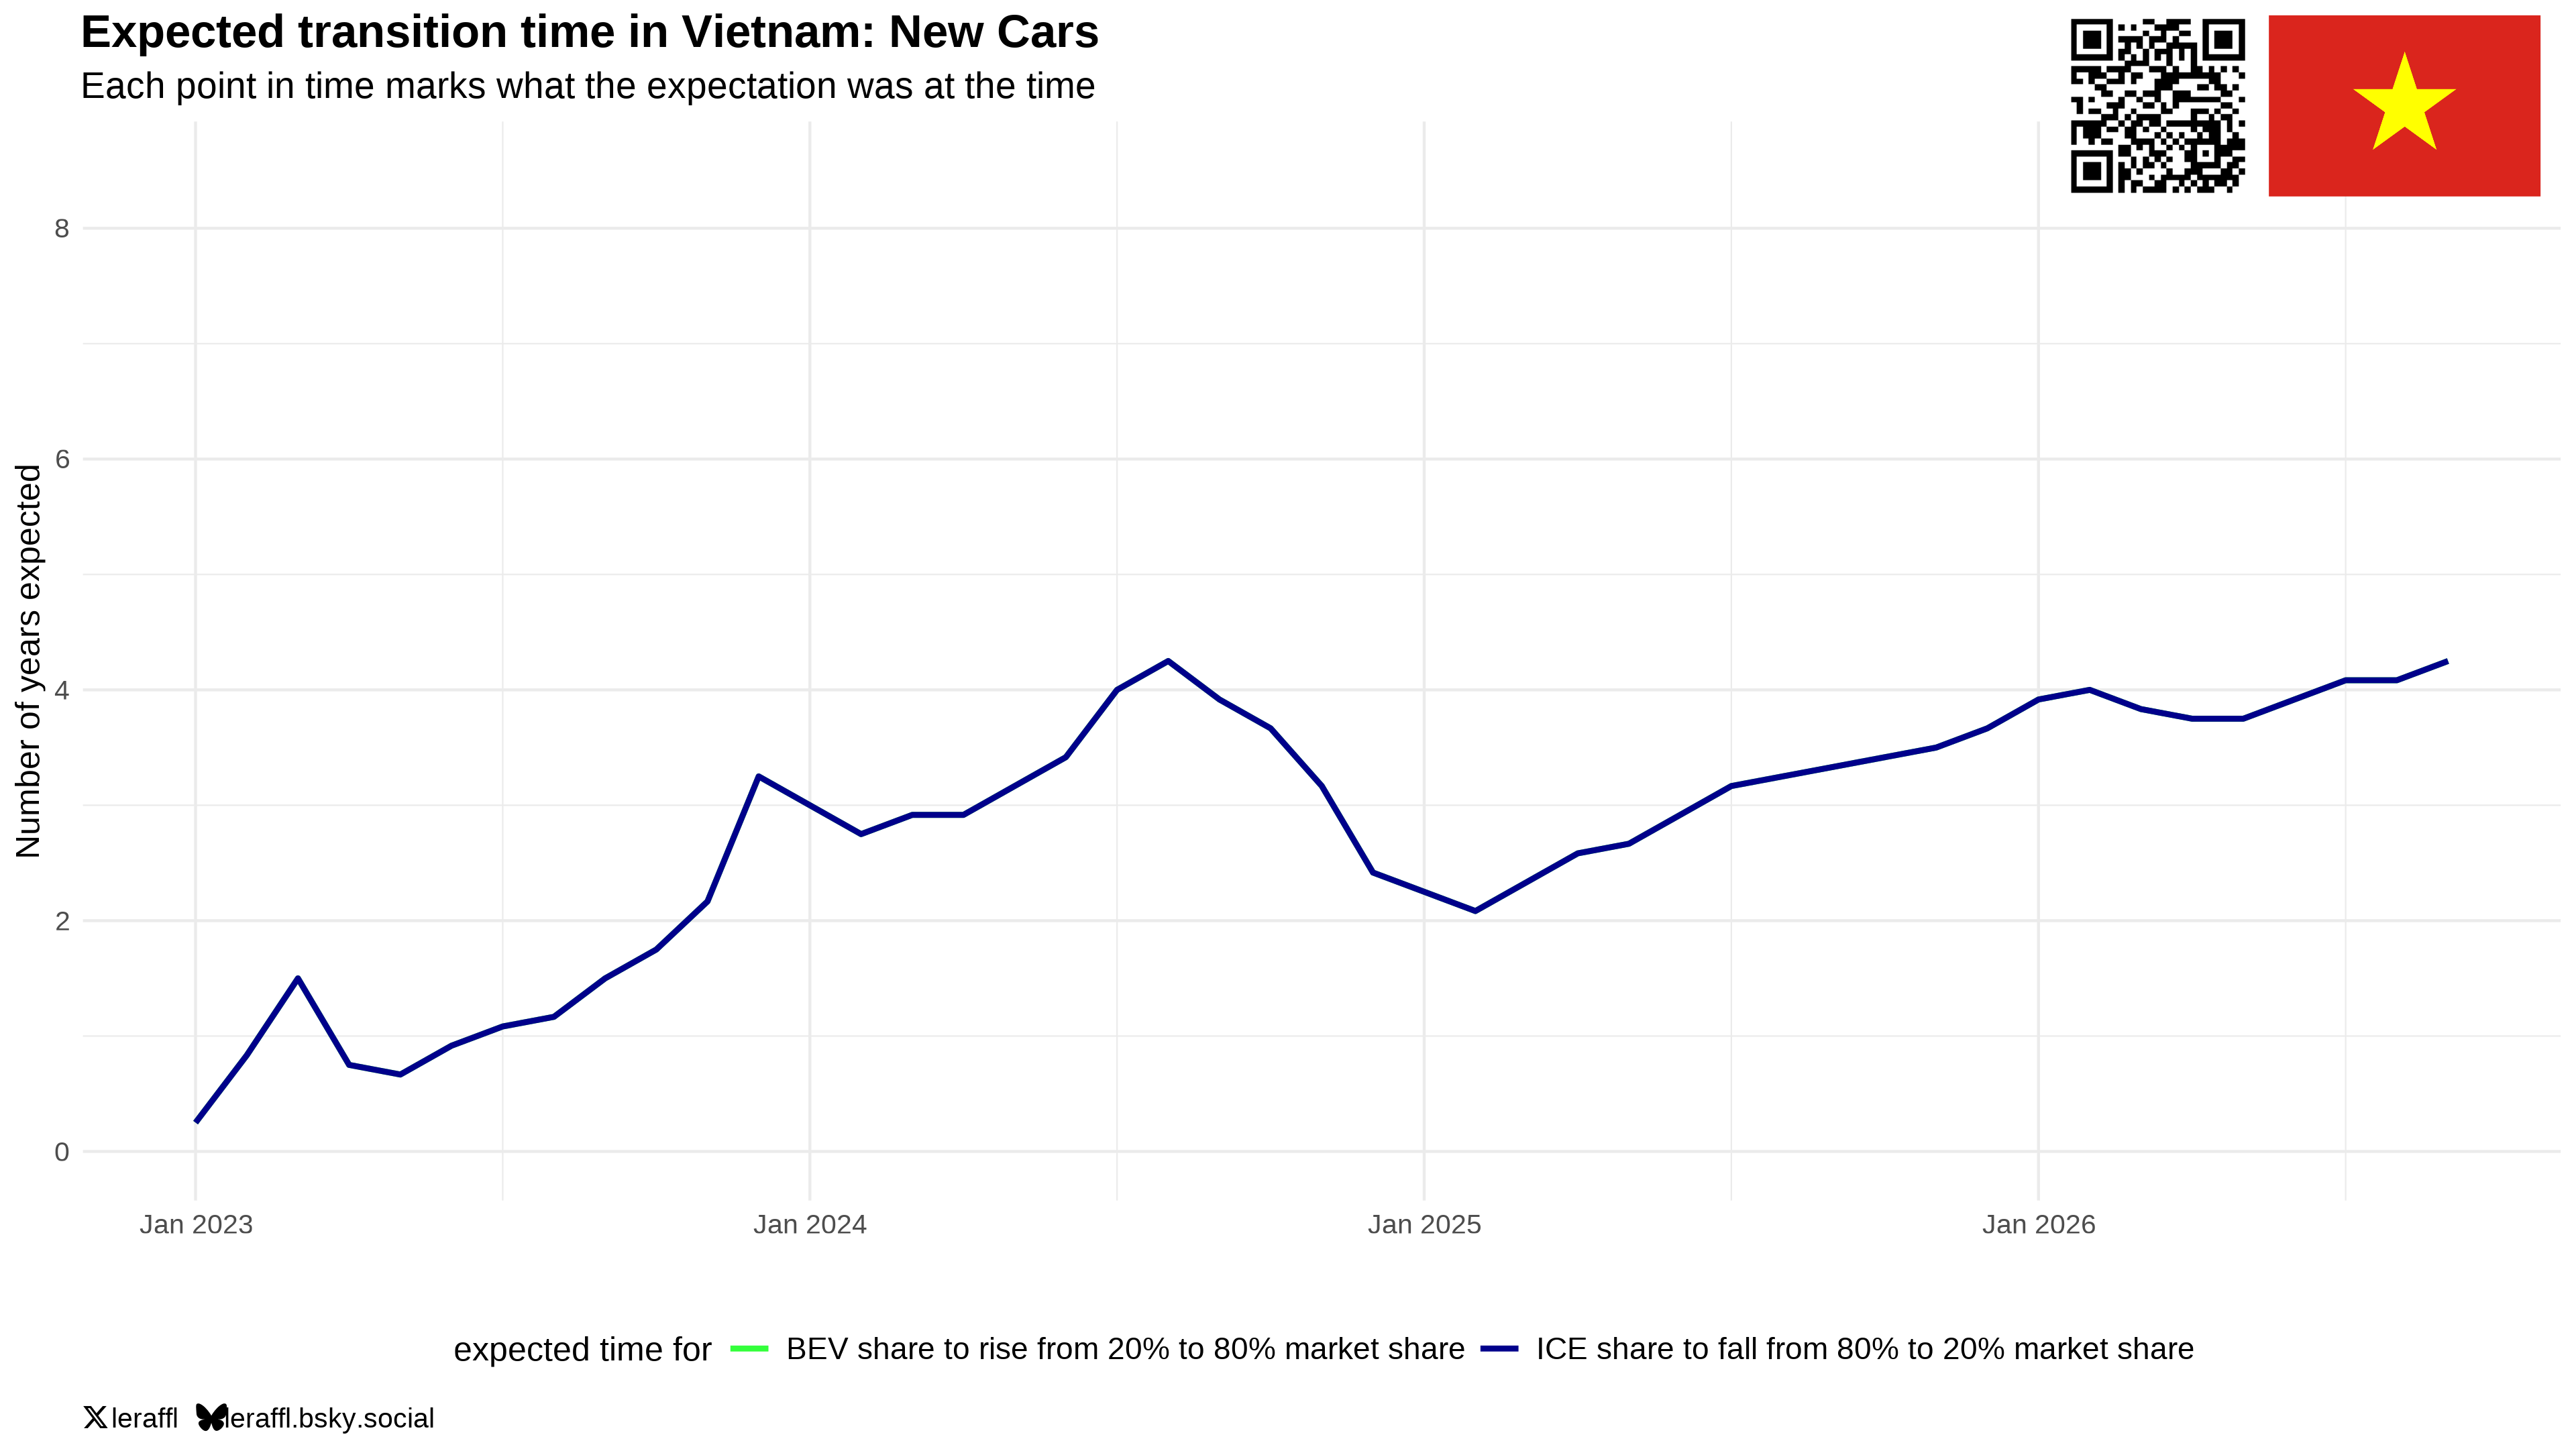 Expected transition time in Vietnam: New Cars
Each point in time marks what the expectation was at the time
Number of years expected
8
6
4
2
0
Jan 2023 Jan 2024 Jan 2025 Jan 2026
expected time for BEV share to rise from 20% to 80% market share ICE share to fall from 80% to 20% market share
leraffl leraffl.bsky.social